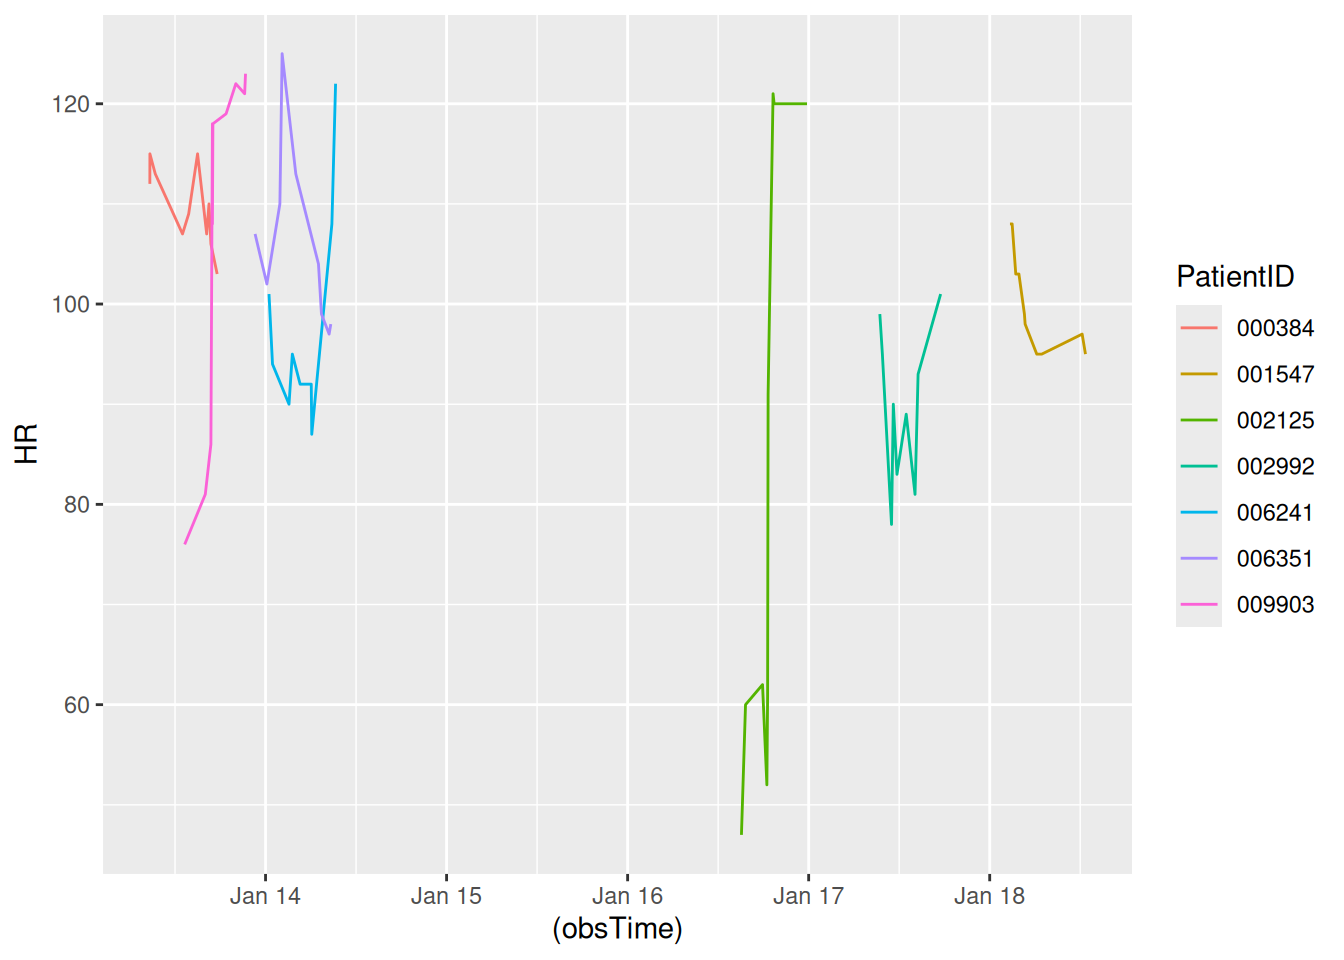 120
100
80
60
HR
Jan 14
Jan 15
Jan 16
Jan 17
Jan 18
(obsTime)
PatientID
000384
001547
002125
002992
006241
006351
009903